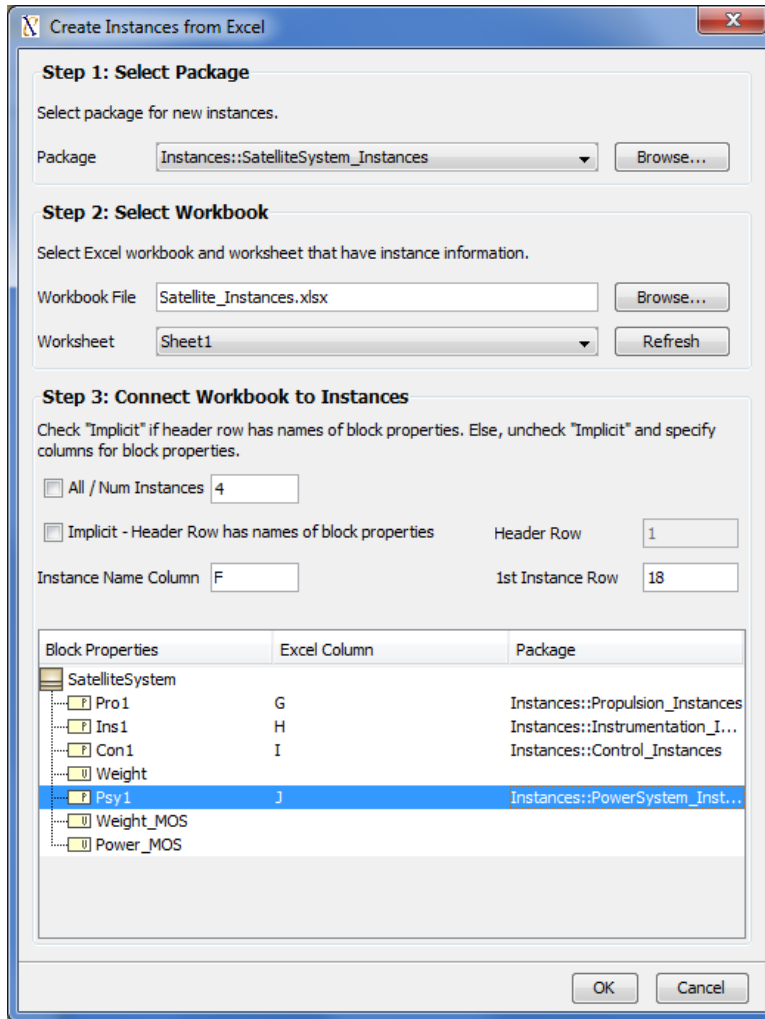 Create Instances from Excel
Step 1: Select Package
Select package for new instances.
Package Instances::SatelliteSystem_Instances Browse...
Step 2: Select Workbook
Select Excel workbook and worksheet that have instance information.
Workbook File Satellite_Instances.xlsx Browse...
Worksheet Sheet1 Refresh
Step 3: Connect Workbook to Instances
Check "Implicit" if header row has names of block properties. Else, uncheck "Implicit" and specify
columns for block properties.
All / Num Instances 4
Implicit - Header Row has names of block properties Header Row 1
Instance Name Column F 1st Instance Row 18
Block Properties Excel Column Package
SatelliteSystem
P Pro1 G Instances::Propulsion_Instances
P Ins1 H Instances::Instrumentation_I...
P Con1 I Instances::Control_Instances
V Weight
P Psy1 J Instances::PowerSystem_Inst...
V Weight_MOS
V Power_MOS
OK Cancel